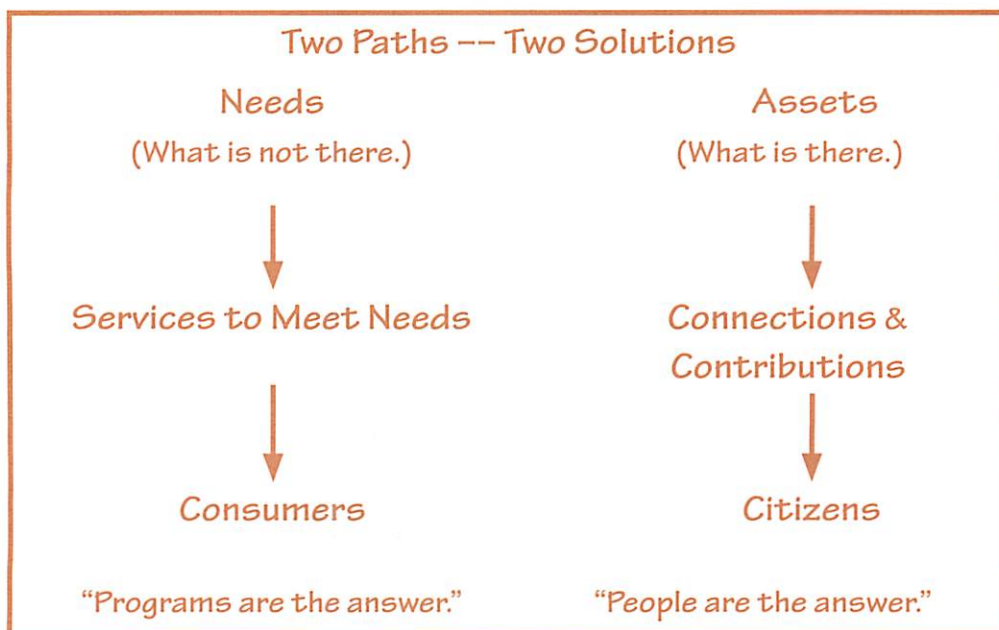 Two Paths -- Two Solutions
Needs
(What is not there.)
Services to Meet Needs
Consumers
“Programs are the answer.”
Assets
(What is there.)
Connections &
Contributions
Citizens
“People are the answer.”